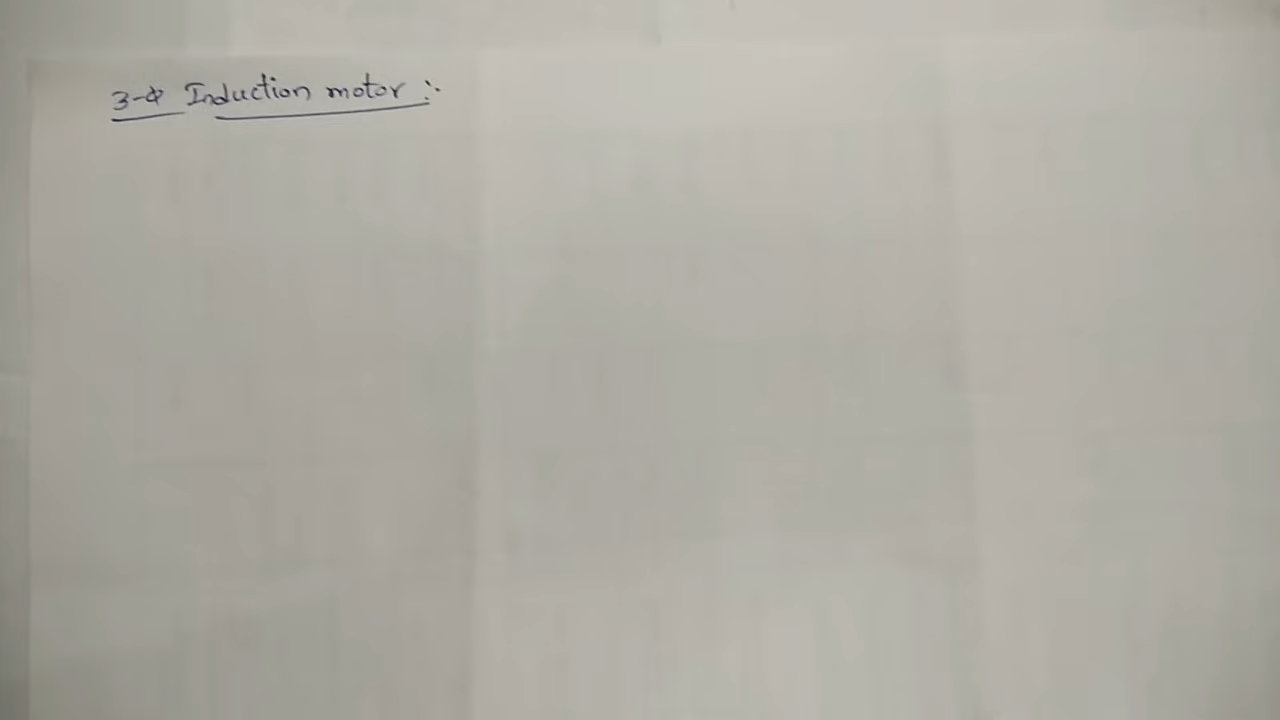 3-Φ Induction motor :-